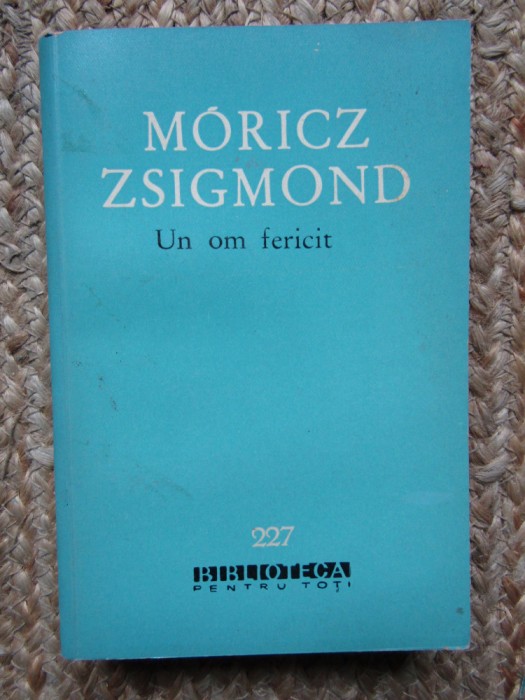 MÓRICZ
ZSIGMOND
Un om fericit
227
BIBLIOTECA
PENTRU TOȚI